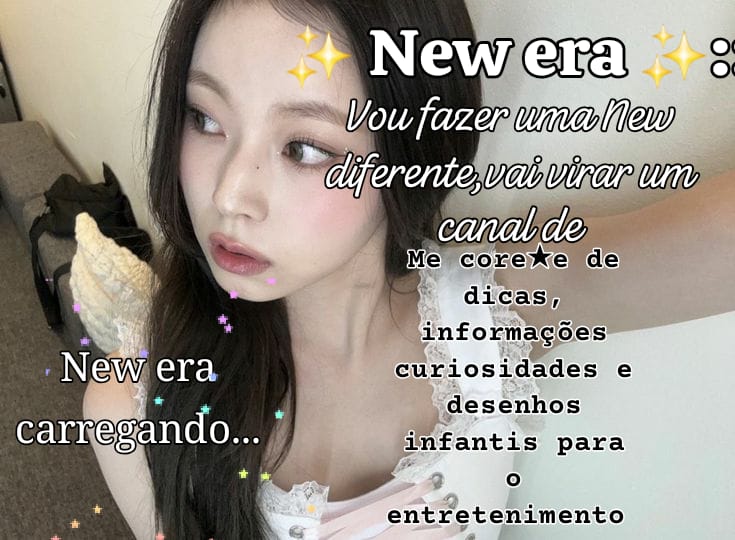 ✨ New era ✨::
Vou fazer uma New
diferente,vai virar um
canal de
Me core★e de
dicas,
informações
curiosidades e
desenhos
infantis para
o
entretenimento
New era
carregando...